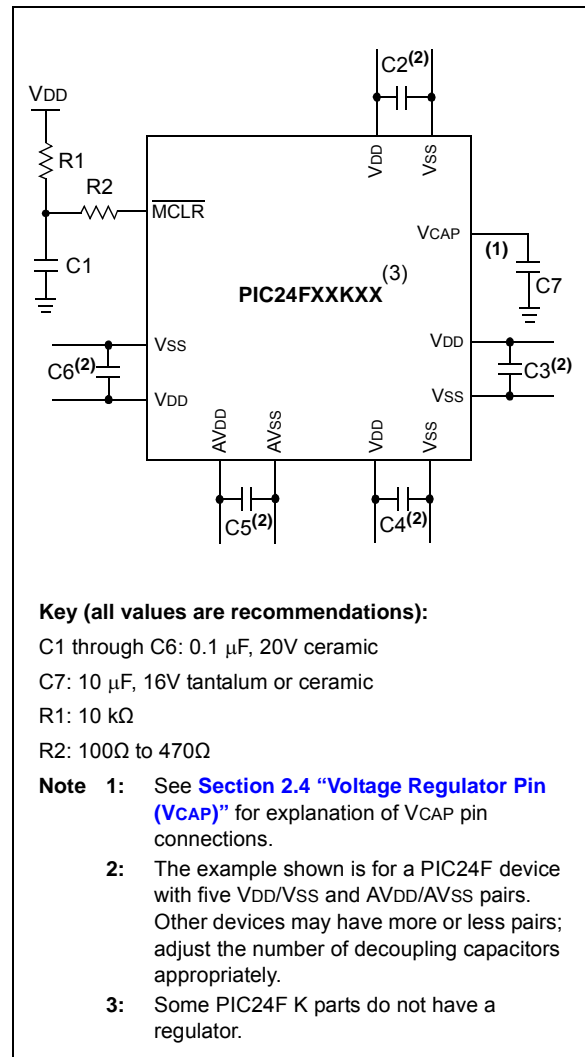 C2(2)
VDD
R1
R2
C1
MCLR
VDD
VSS
VCAP
(1)
C7
PIC24FXXKXX(3)
VSS
C6(2)
VDD
VDD
C3(2)
VSS
AVDD
AVSS
VDD
VSS
C5(2)
C4(2)
Key (all values are recommendations):
C1 through C6: 0.1 μF, 20V ceramic
C7: 10 μF, 16V tantalum or ceramic
R1: 10 kΩ
R2: 100Ω to 470Ω
Note 1: See Section 2.4 “Voltage Regulator Pin
(VCAP)” for explanation of VCAP pin
connections.
2: The example shown is for a PIC24F device
with five VDD/VSS and AVDD/AVSS pairs.
Other devices may have more or less pairs;
adjust the number of decoupling capacitors
appropriately.
3: Some PIC24F K parts do not have a
regulator.